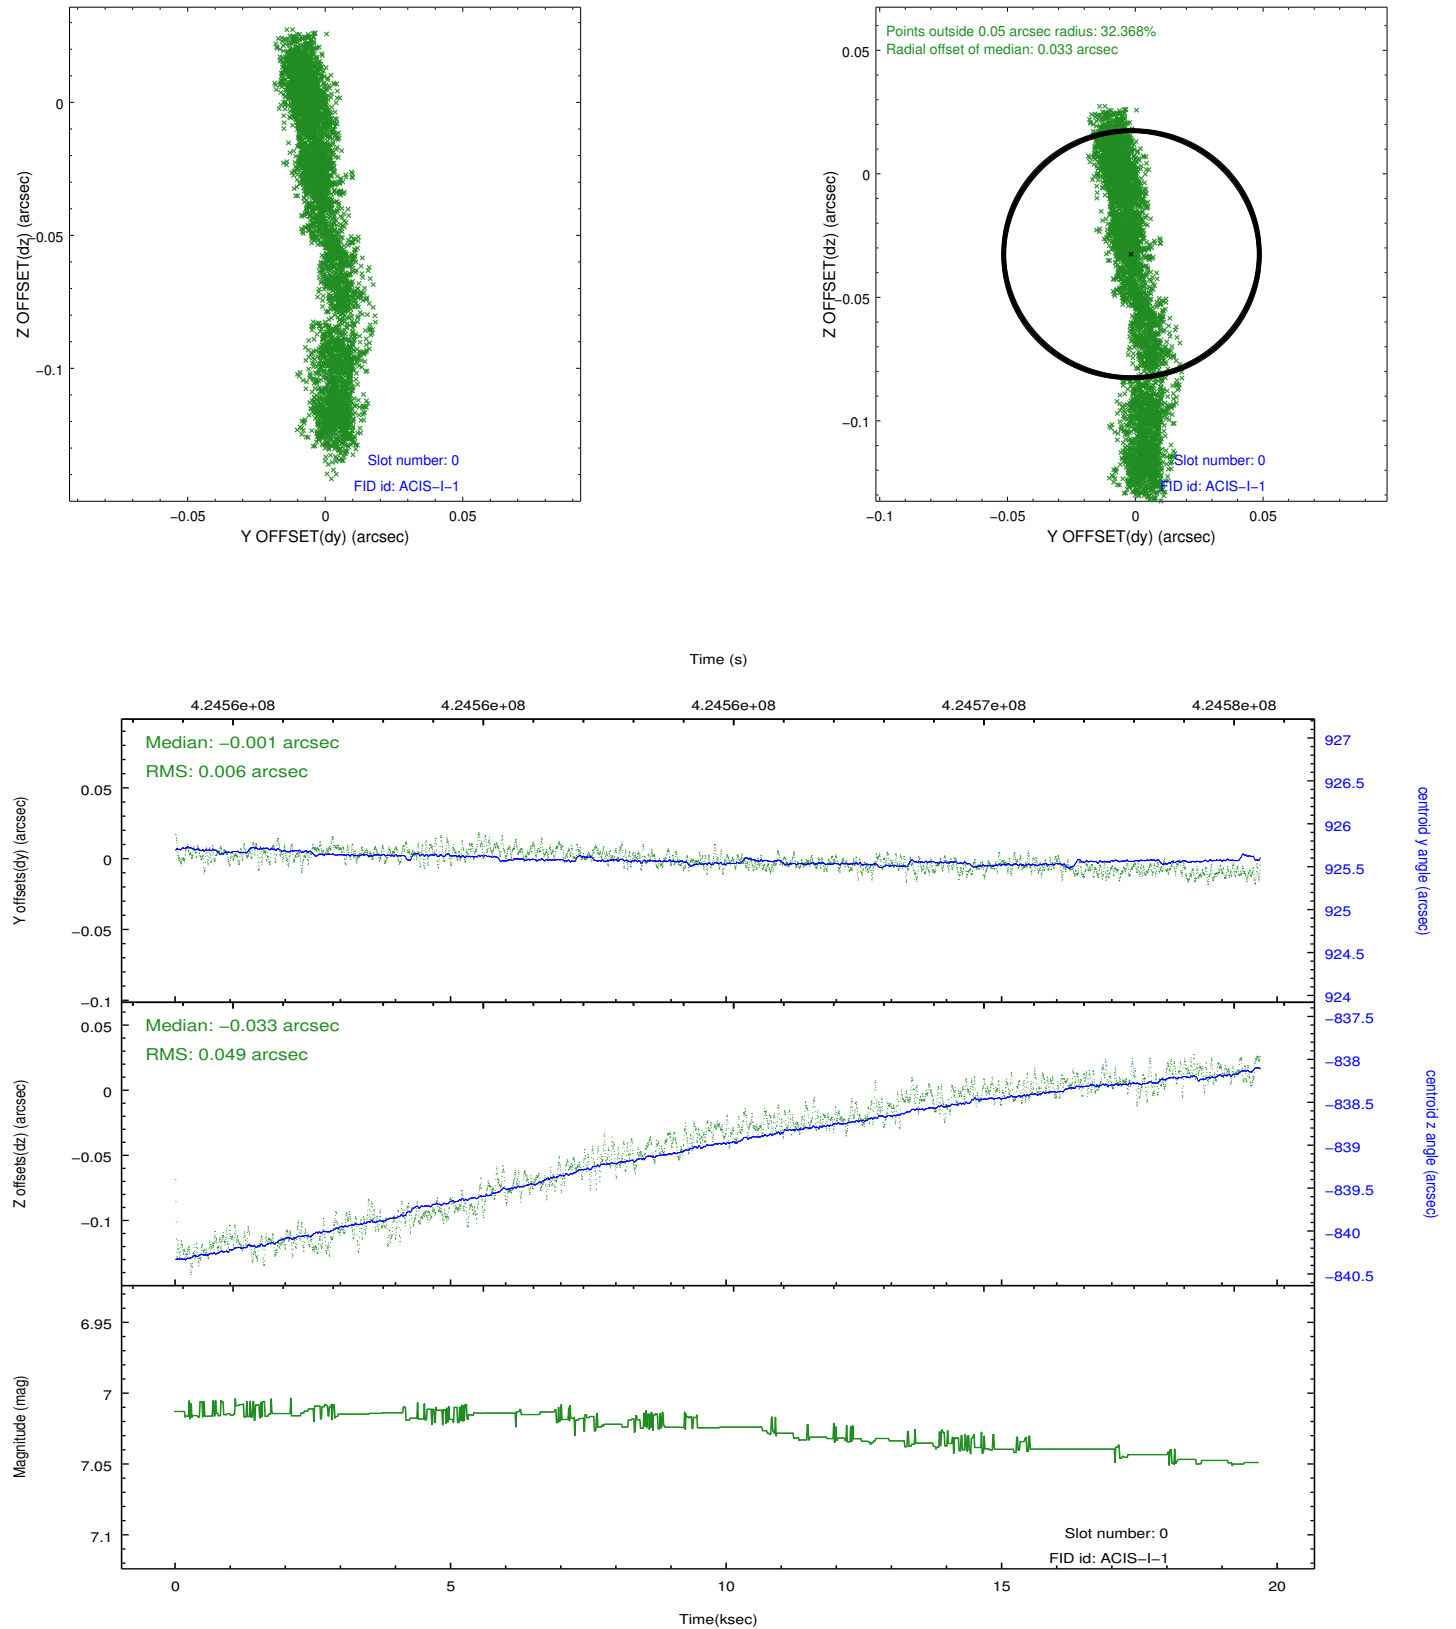 0
−0.05
−0.1
Z OFFSET(dz) (arcsec)
Slot number: 0
FID id: ACIS−I−1
−0.05
0
0.05
Y OFFSET(dy) (arcsec)
Points outside 0.05 arcsec radius: 32.368%
Radial offset of median: 0.033 arcsec
0.05
0
−0.05
−0.1
Z OFFSET(dz) (arcsec)
Slot number: 0
FID id: ACIS−I−1
−0.1
−0.05
0
0.05
Y OFFSET(dy) (arcsec)
Time (s)
4.2456e+08
4.2456e+08
4.2456e+08
4.2457e+08
4.2458e+08
Median: −0.001 arcsec
RMS: 0.006 arcsec
0.05
0
−0.05
−0.1
Y offsets(dy) (arcsec)
927
926.5
926
925.5
925
924.5
924
centroid y angle (arcsec)
Median: −0.033 arcsec
RMS: 0.049 arcsec
0.05
0
−0.05
−0.1
Z offsets(dz) (arcsec)
−837.5
−838
−838.5
−839
−839.5
−840
−840.5
centroid z angle (arcsec)
6.95
7
7.05
7.1
Magnitude (mag)
Slot number: 0
FID id: ACIS−I−1
0
5
10
15
20
Time(ksec)